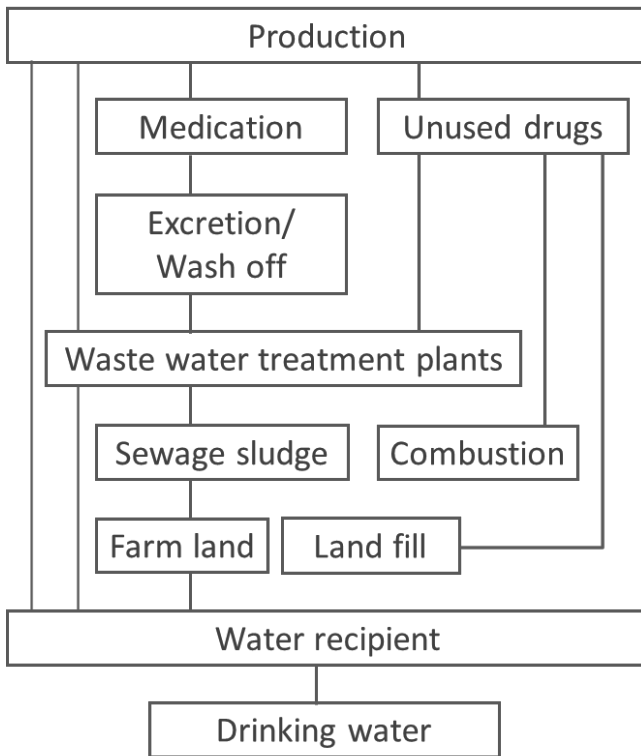 Production
Medication
Unused drugs
Excretion/
Wash off
Waste water treatment plants
Sewage sludge
Combustion
Farm land
Land fill
Water recipient
Drinking water